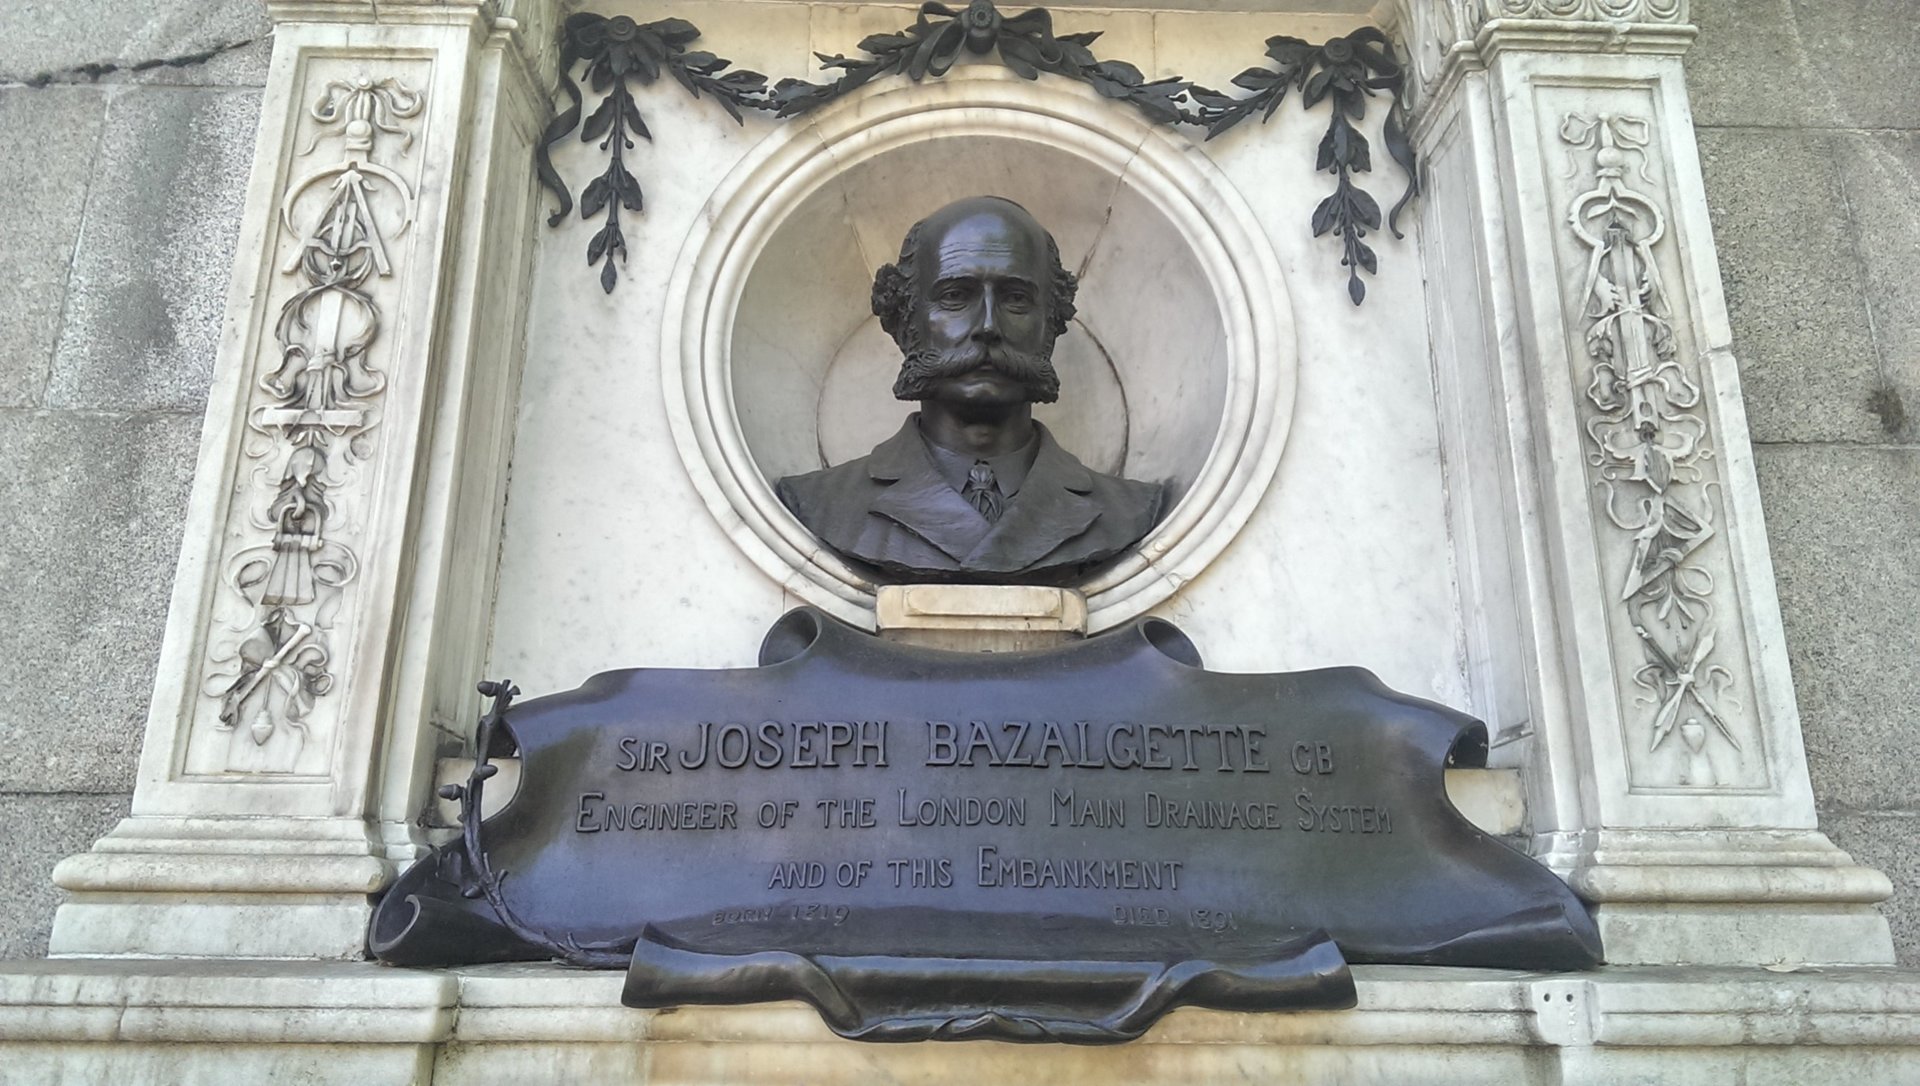 SIR JOSEPH BAZALGETTE CB
ENGINEER OF THE LONDON MAIN DRAINAGE SYSTEM
AND OF THIS EMBANKMENT
BORN 1819 DIED 1891